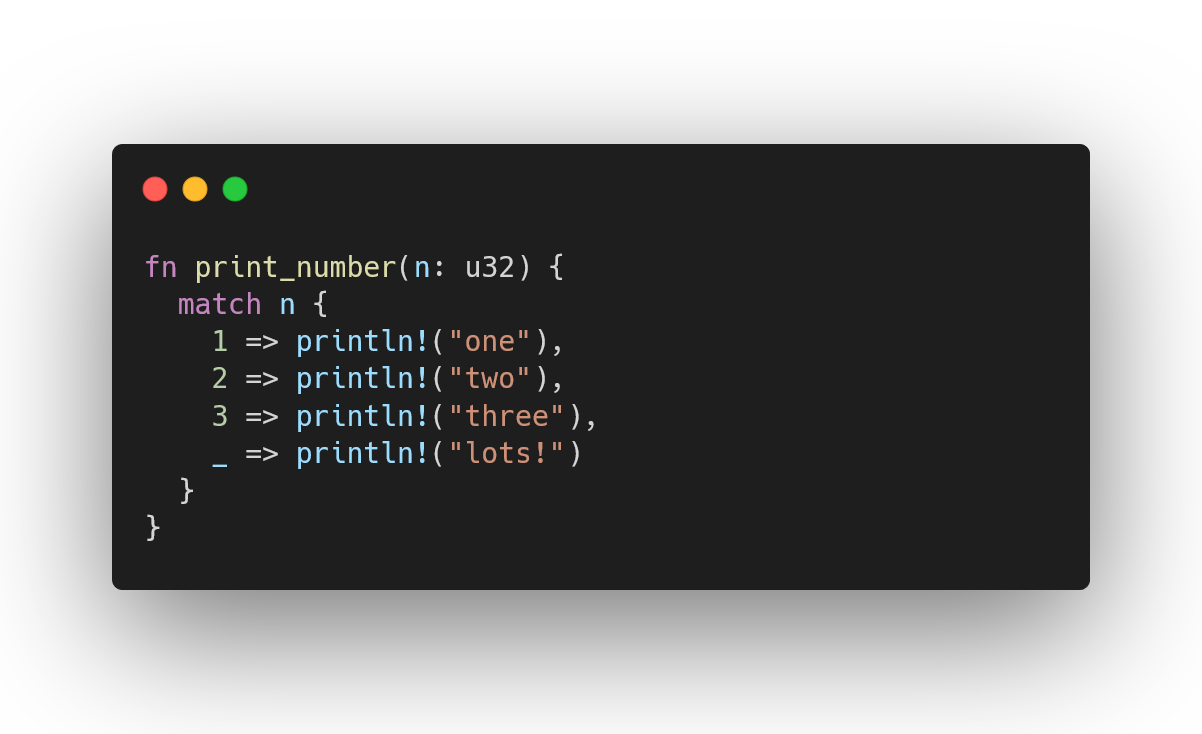 fn print_number(n: u32) {
  match n {
    1 => println!("one"),
    2 => println!("two"),
    3 => println!("three"),
    _ => println!("lots!")
  }
}